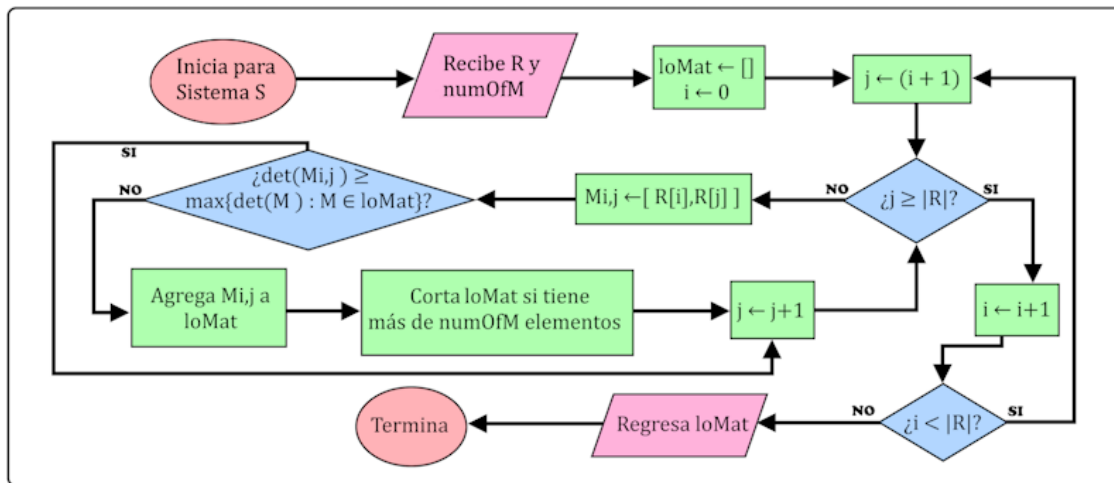 Inicia para
Sistema S
Recibe R y
numOfM
loMat ← []
i ← 0
j ← (i + 1)
¿j ≥ |R|?
NO
SI
Mi,j ←[ R[i],R[j] ]
¿det(Mi,j ) ≥
max{det(M ) : M ∈ loMat}?
SI
NO
Agrega Mi,j a
loMat
Corta loMat si tiene
más de numOfM elementos
j ← j+1
i ← i+1
¿i < |R|?
NO
SI
Regresa loMat
Termina